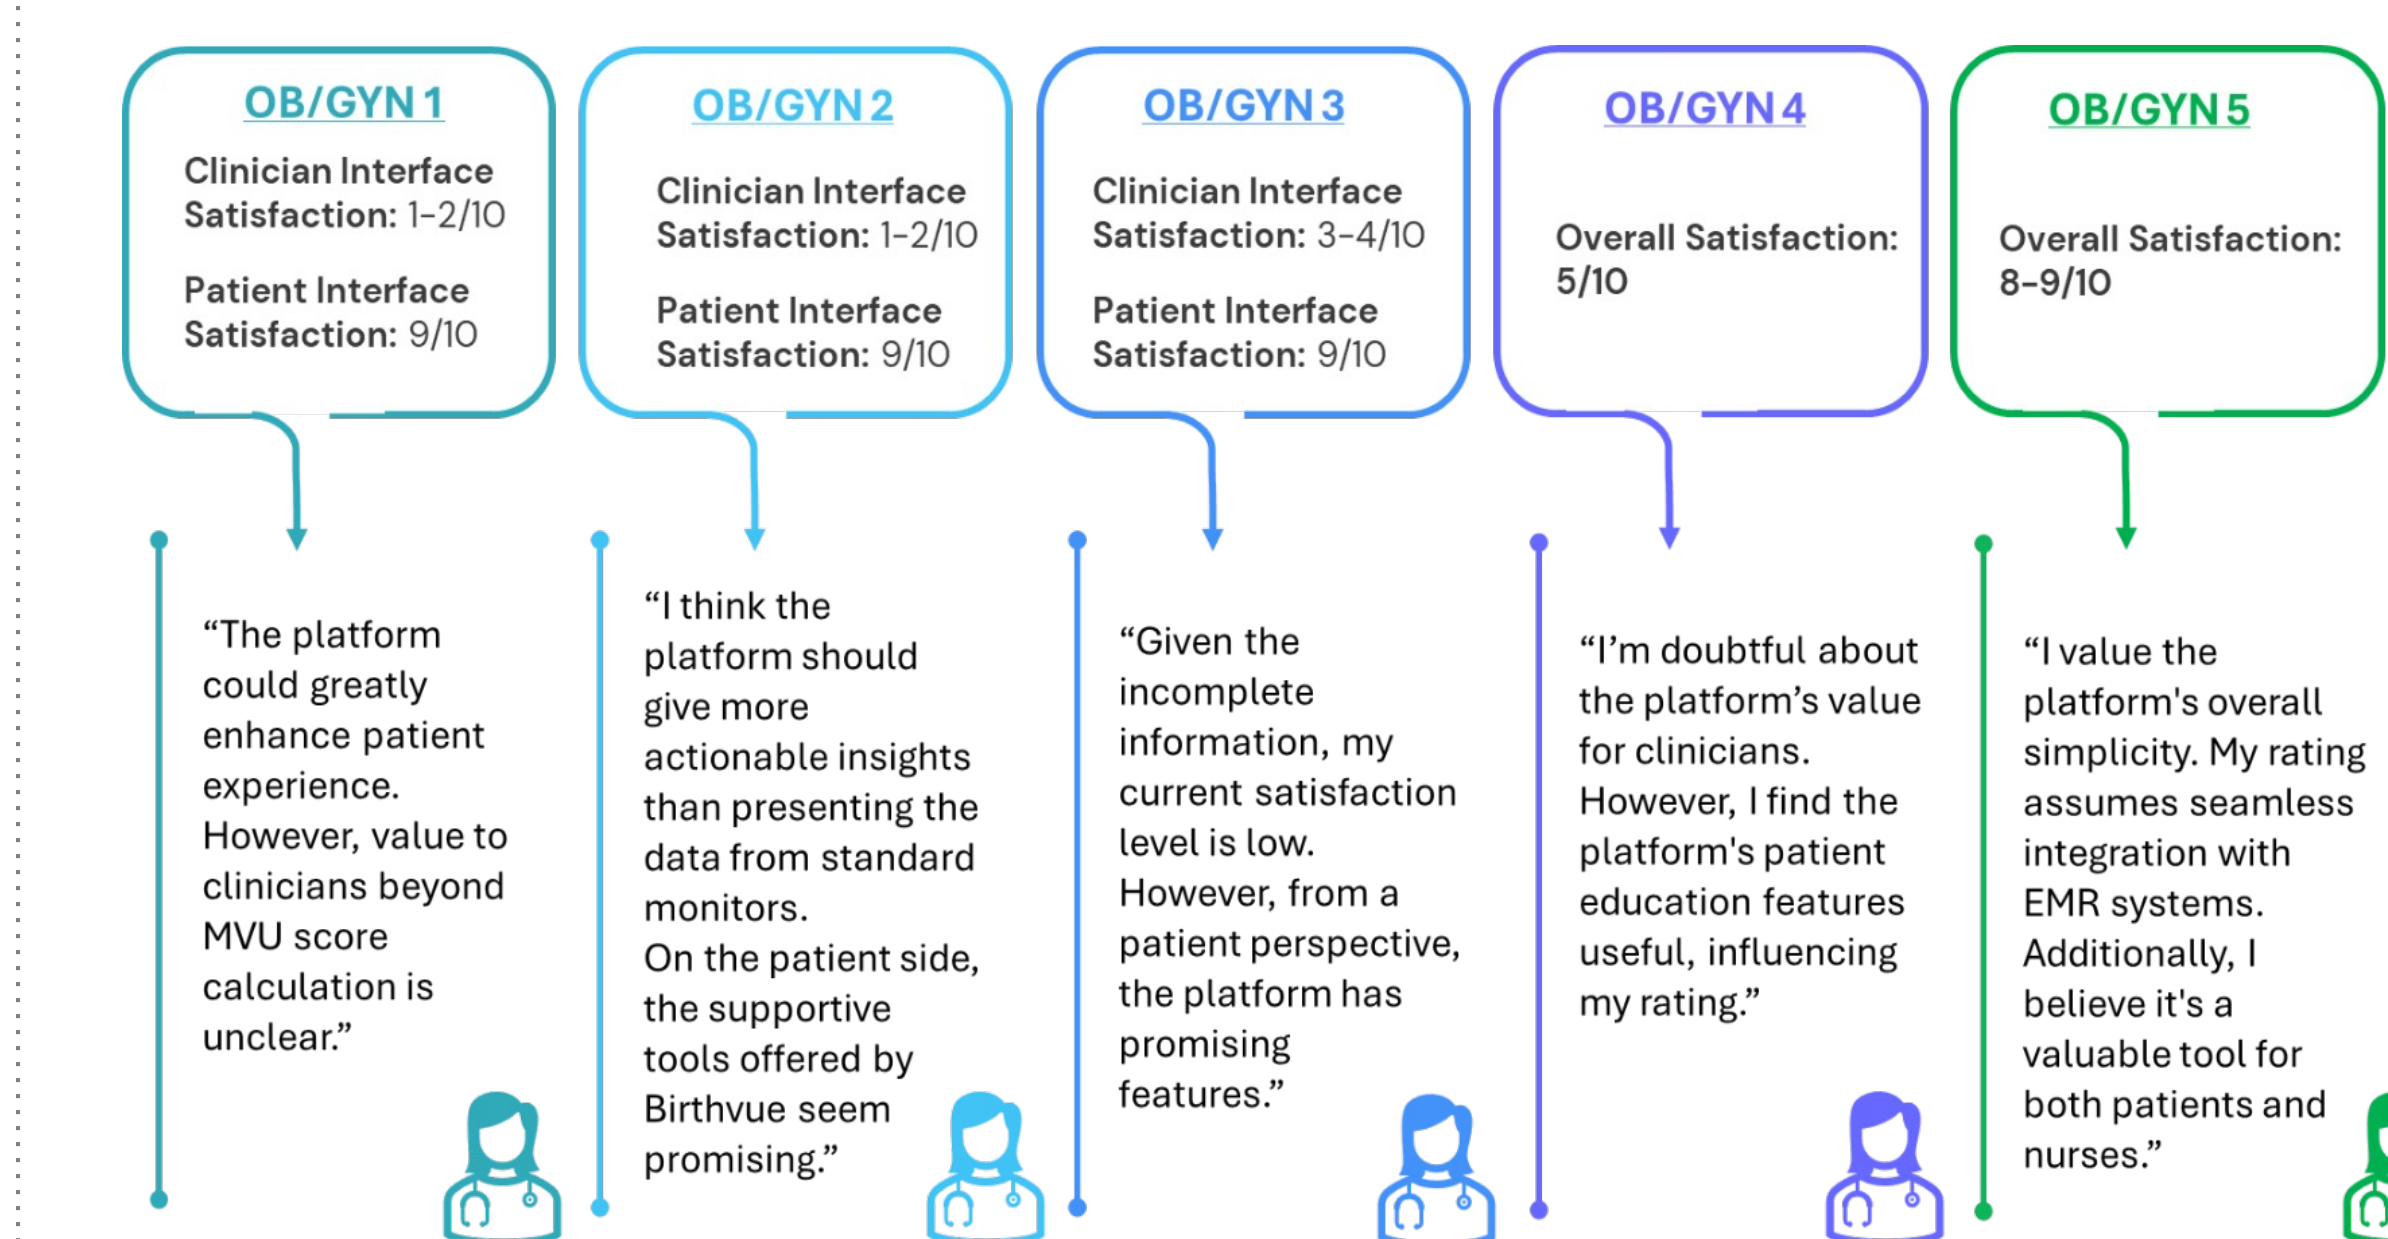 OB/GYN 1
Clinician Interface
Satisfaction: 1-2/10
Patient Interface
Satisfaction: 9/10
“The platform
could greatly
enhance patient
experience.
However, value to
clinicians beyond
MVU score
calculation is
unclear.”
OB/GYN 2
Clinician Interface
Satisfaction: 1-2/10
Patient Interface
Satisfaction: 9/10
“I think the
platform should
give more
actionable insights
than presenting the
data from standard
monitors.
On the patient side,
the supportive
tools offered by
Birthvue seem
promising.”
OB/GYN 3
Clinician Interface
Satisfaction: 3-4/10
Patient Interface
Satisfaction: 9/10
“Given the
incomplete
information, my
current satisfaction
level is low.
However, from a
patient perspective,
the platform has
promising
features.”
OB/GYN 4
Overall Satisfaction:
5/10
“I’m doubtful about
the platform’s value
for clinicians.
However, I find the
platform's patient
education features
useful, influencing
my rating.”
OB/GYN 5
Overall Satisfaction:
8-9/10
“I value the
platform's overall
simplicity. My rating
assumes seamless
integration with
EMR systems.
Additionally, I
believe it's a
valuable tool for
both patients and
nurses.”